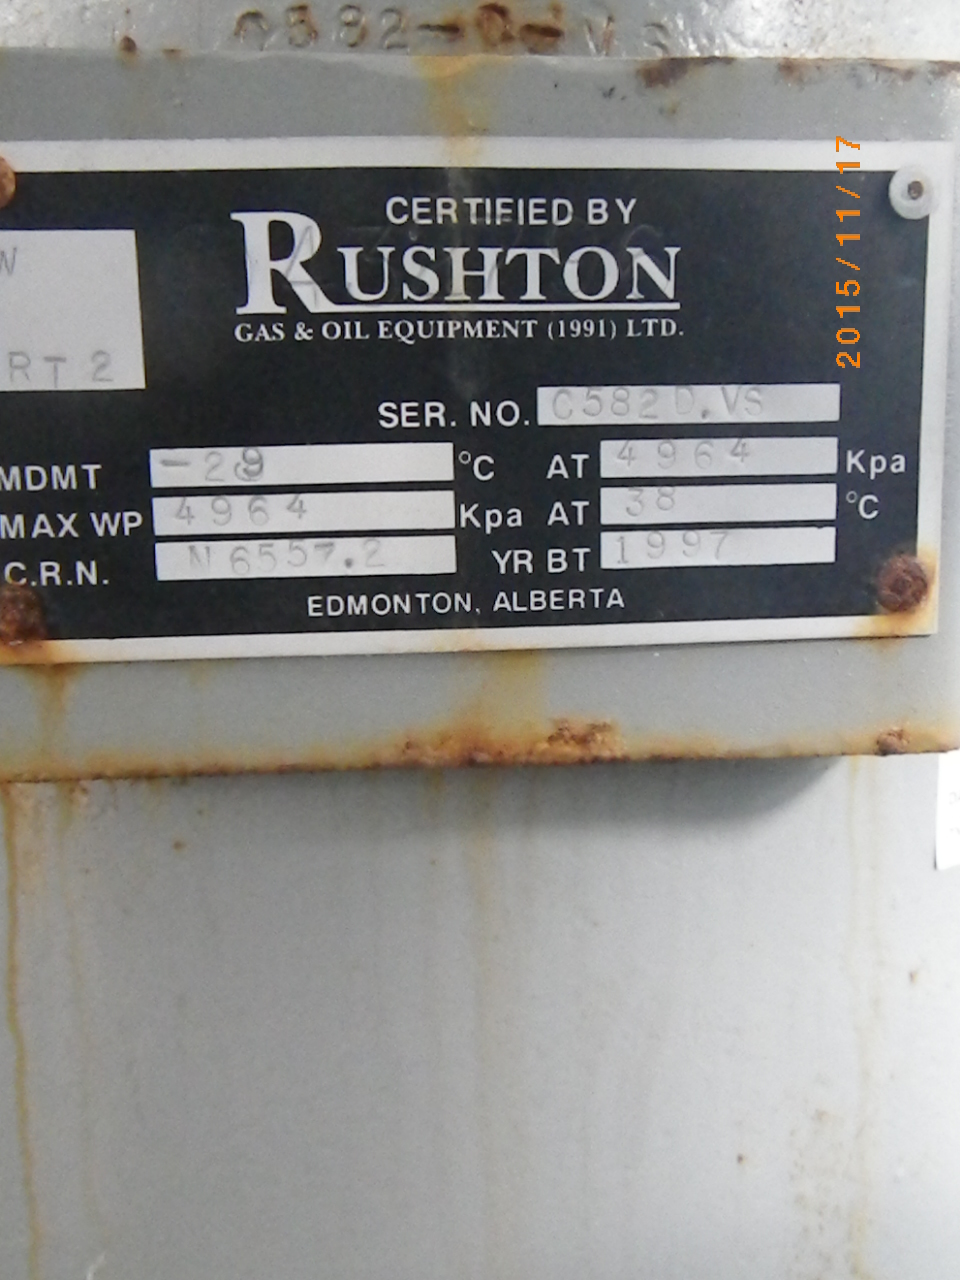 C582-D-VS
CERTIFIED BY
RUSHTON
GAS & OIL EQUIPMENT (1991) LTD.
W
RT 2
SER. NO. C582D.VS
MDMT -29 °C AT 4964 Kpa
MAX WP 4964 Kpa AT 38 °C
C.R.N. N6557.2 YR BT 1997
EDMONTON, ALBERTA
2015/11/17